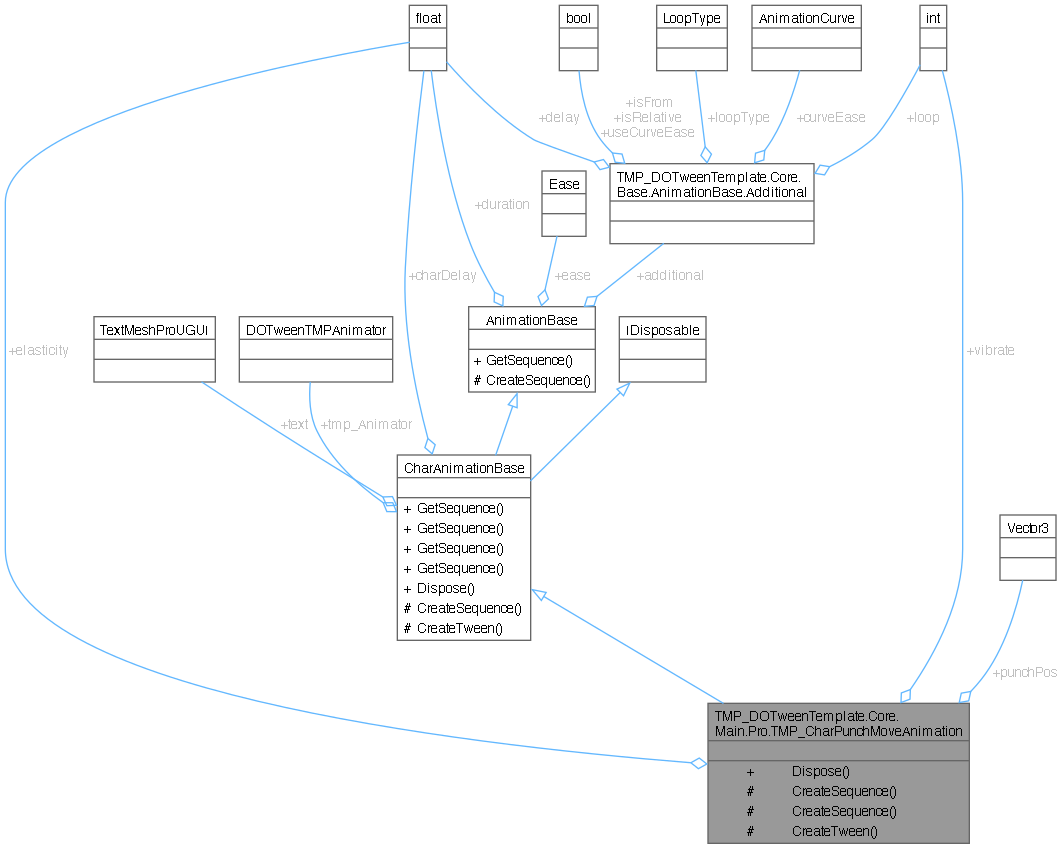 float
bool
LoopType
AnimationCurve
int
+isFrom
+isRelative
+useCurveEase
+delay
+loopType
+curveEase
+loop
TMP_DOTweenTemplate.Core.
Base.AnimationBase.Additional
Ease
+duration
+charDelay
+ease
+additional
AnimationBase
+ GetSequence()
# CreateSequence()
IDisposable
TextMeshProUGUI
DOTweenTMPAnimator
+elasticity
+vibrate
+text
+tmp_Animator
CharAnimationBase
+ GetSequence()
+ GetSequence()
+ GetSequence()
+ GetSequence()
+ Dispose()
# CreateSequence()
# CreateTween()
Vector3
+punchPos
TMP_DOTweenTemplate.Core.
Main.Pro.TMP_CharPunchMoveAnimation
+ Dispose()
# CreateSequence()
# CreateSequence()
# CreateTween()